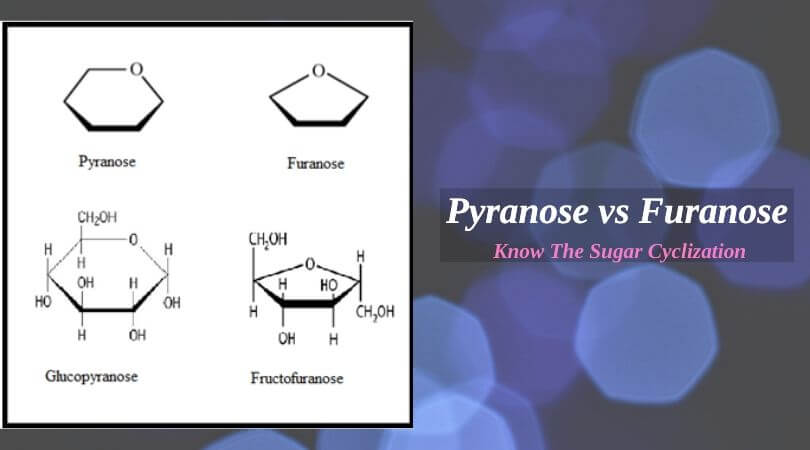 O
O
Pyranose
Furanose
CH₂OH
O
H
H
H
OH
H
HO
OH
H
OH
Glucopyranose
CH₂OH
O
H
H
HO
H
CH₂OH
OH
H
Fructofuranose
Pyranose vs Furanose
Know The Sugar Cyclization